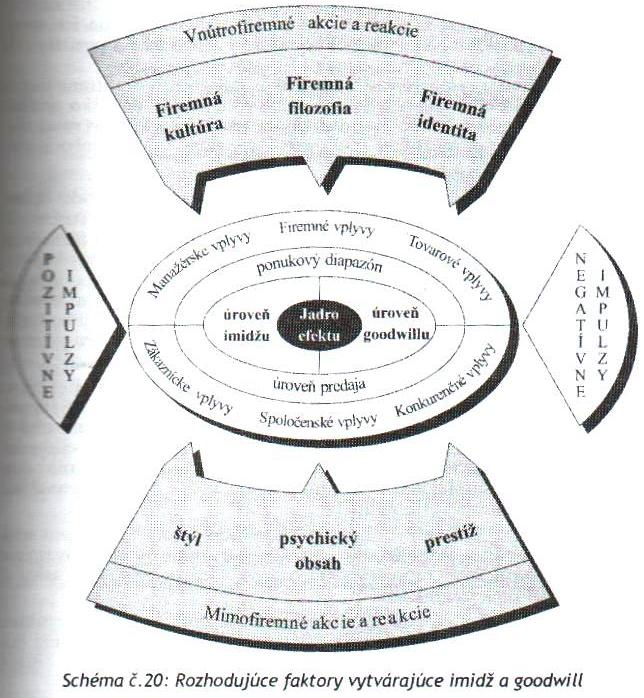 Vnútrofiremné akcie a reakcie
Firemná
kultúra
Firemná
filozofia
Firemná
identita
POZITÍVNE
IMPULZY
Manažérske vplyvy
Firemné vplyvy
Tovarové vplyvy
ponukový diapazón
úroveň
imidžu
Jadro
efektu
úroveň
goodwillu
úroveň predaja
Zákaznícke vplyvy
Spoločenské vplyvy
Konkurenčné vplyvy
NEGATÍVNE
IMPULZY
štýl
psychický
obsah
prestíž
Mimofiremné akcie a reakcie
Schéma č.20: Rozhodujúce faktory vytvárajúce imidž a goodwill